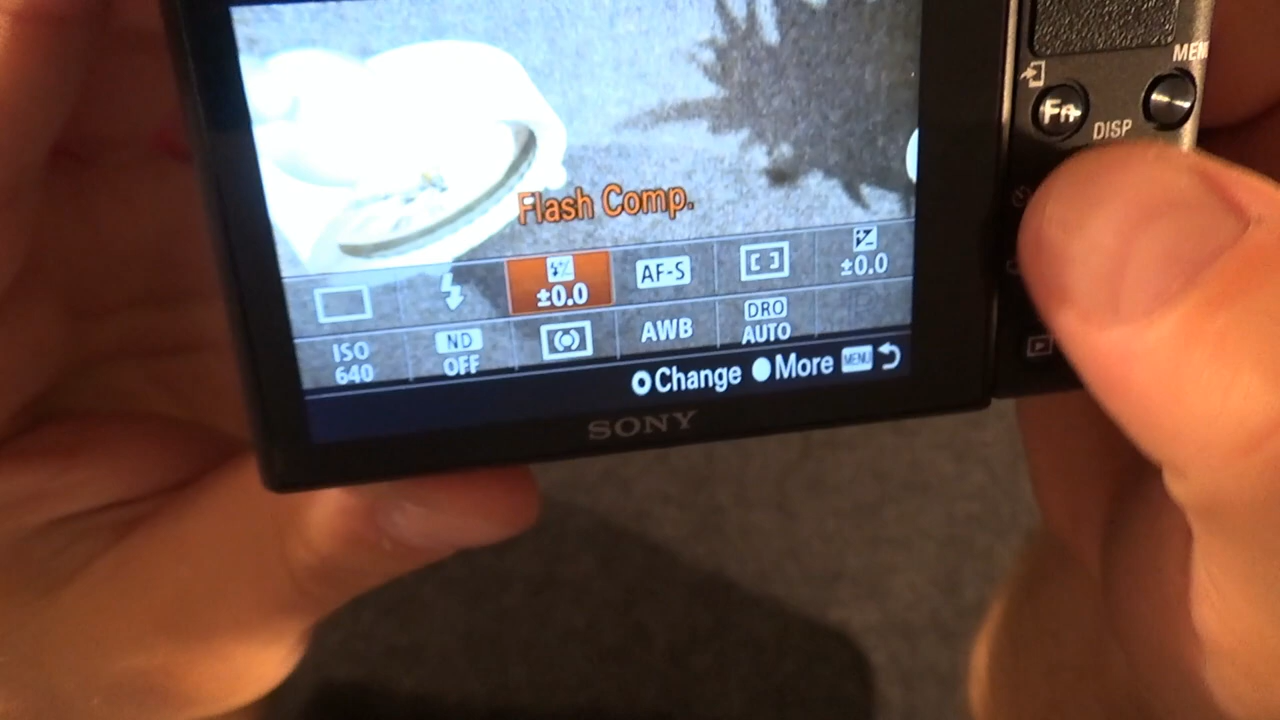 MEN
Fn
DISP
Flash Comp.
±0.0
AF-S
±0.0
ISO
640
ND
OFF
AWB
DRO
AUTO
P
Change More MENU
SONY